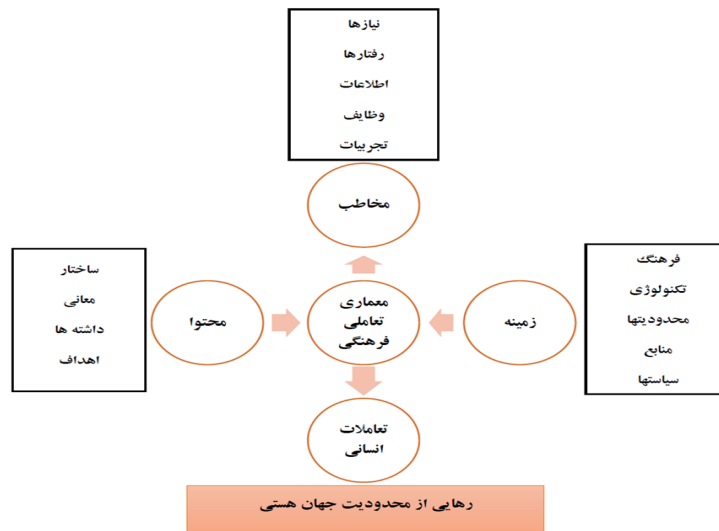 نیازها
رفتارها
اطلاعات
وظایف
تجربیات
مخاطب
فرهنگ
تکنولوژی
محدودیتها
منابع
سیاستها
زمینه
معماری
تعاملی
فرهنگی
محتوا
ساختار
معانی
داشته ها
اهداف
تعاملات
انسانی
رهایی از محدودیت جهان هستی